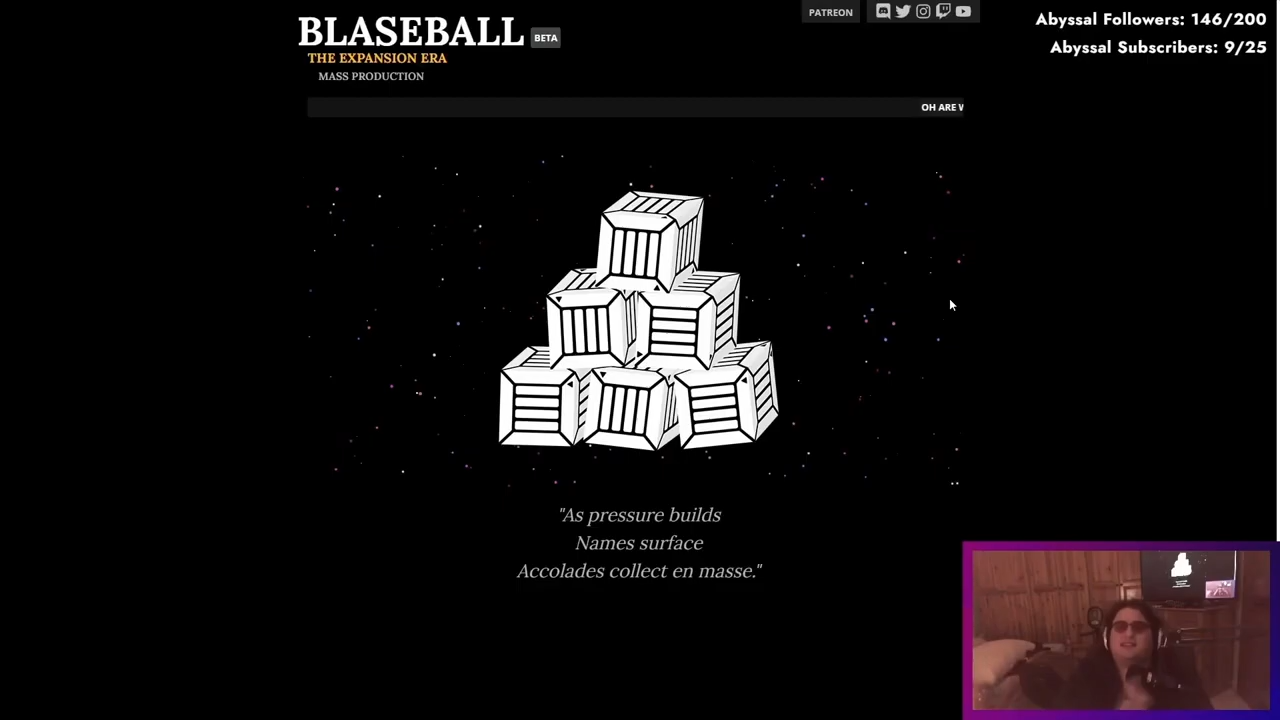 BLASEBALL BETA
THE EXPANSION ERA
MASS PRODUCTION
PATREON
Abyssal Followers: 146/200
Abyssal Subscribers: 9/25
OH ARE
"As pressure builds
Names surface
Accolades collect en masse."